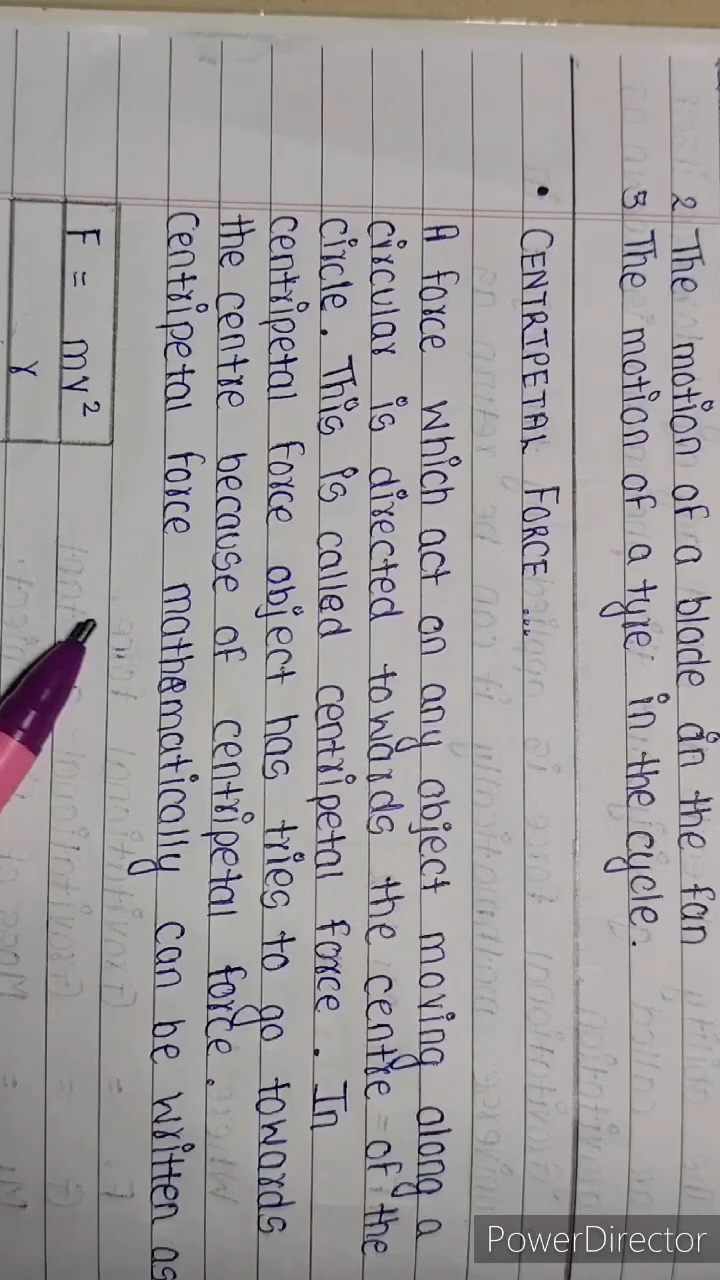 2 The motion of a blade in the fan
3 The motion of a tyre in the cycle.
• CENTRIPETAL FORCE ...
A force which act on any object moving along a
circular is directed towards the centre of the
circle. This is called centripetal force. In
centripetal force object has tries to go towards
the centre because of centripetal force.
Centripetal force mathematically can be written as
F = mv²
r
PowerDirector